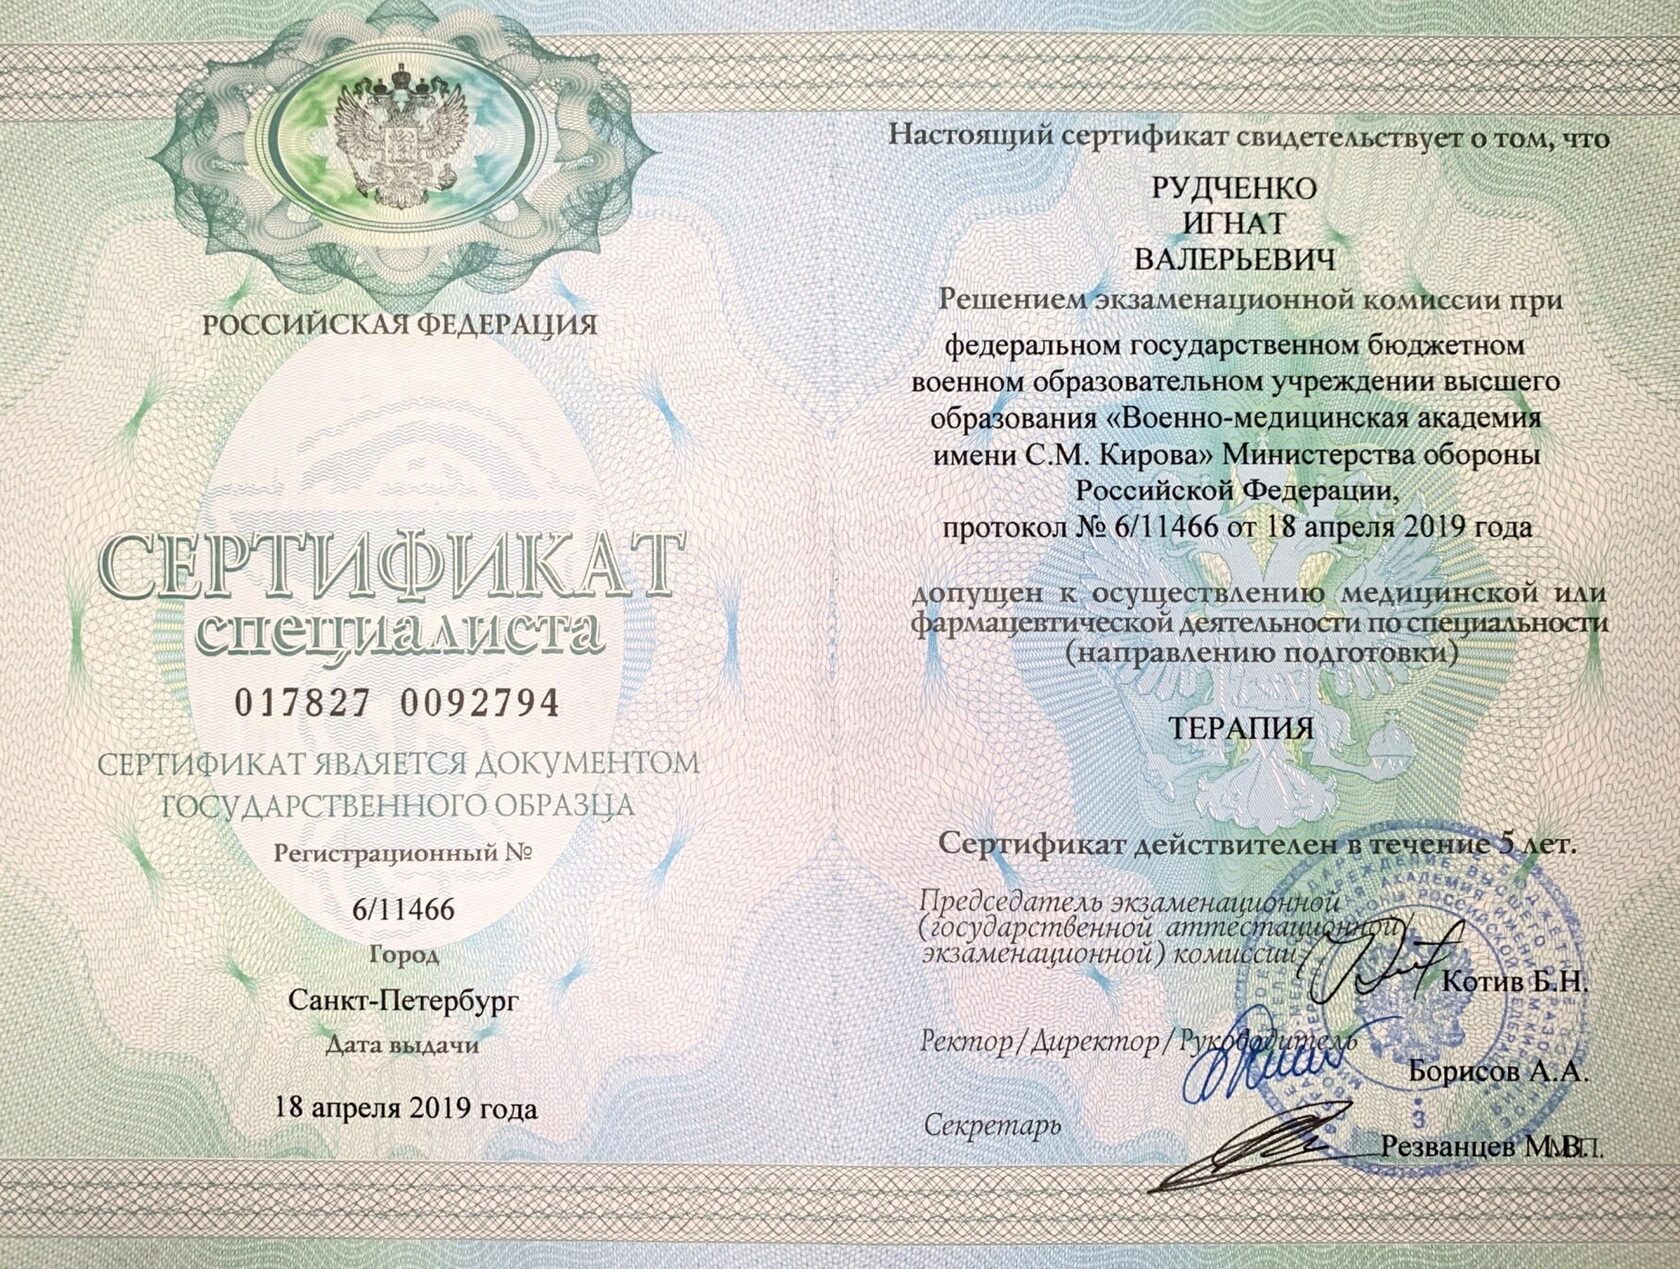 РОССИЙСКАЯ ФЕДЕРАЦИЯ
СЕРТИФИКАТ
специалиста
017827 0092794
СЕРТИФИКАТ ЯВЛЯЕТСЯ ДОКУМЕНТОМ
ГОСУДАРСТВЕННОГО ОБРАЗЦА
Регистрационный №
6/11466
Город
Санкт-Петербург
Дата выдачи
18 апреля 2019 года
Настоящий сертификат свидетельствует о том, что
РУДЧЕНКО
ИГНАТ
ВАЛЕРЬЕВИЧ
Решением экзаменационной комиссии при
федеральном государственном бюджетном
военном образовательном учреждении высшего
образования «Военно-медицинская академия
имени С.М. Кирова» Министерства обороны
Российской Федерации,
протокол № 6/11466 от 18 апреля 2019 года
допущен к осуществлению медицинской или
фармацевтической деятельности по специальности
(направлению подготовки)
ТЕРАПИЯ
Сертификат действителен в течение 5 лет.
Председатель экзаменационной
(государственной аттестационной
экзаменационной) комиссии
Котив Б.Н.
Ректор/Директор/Руководитель
Борисов А.А.
Секретарь
Резванцев М.В.
М.П.